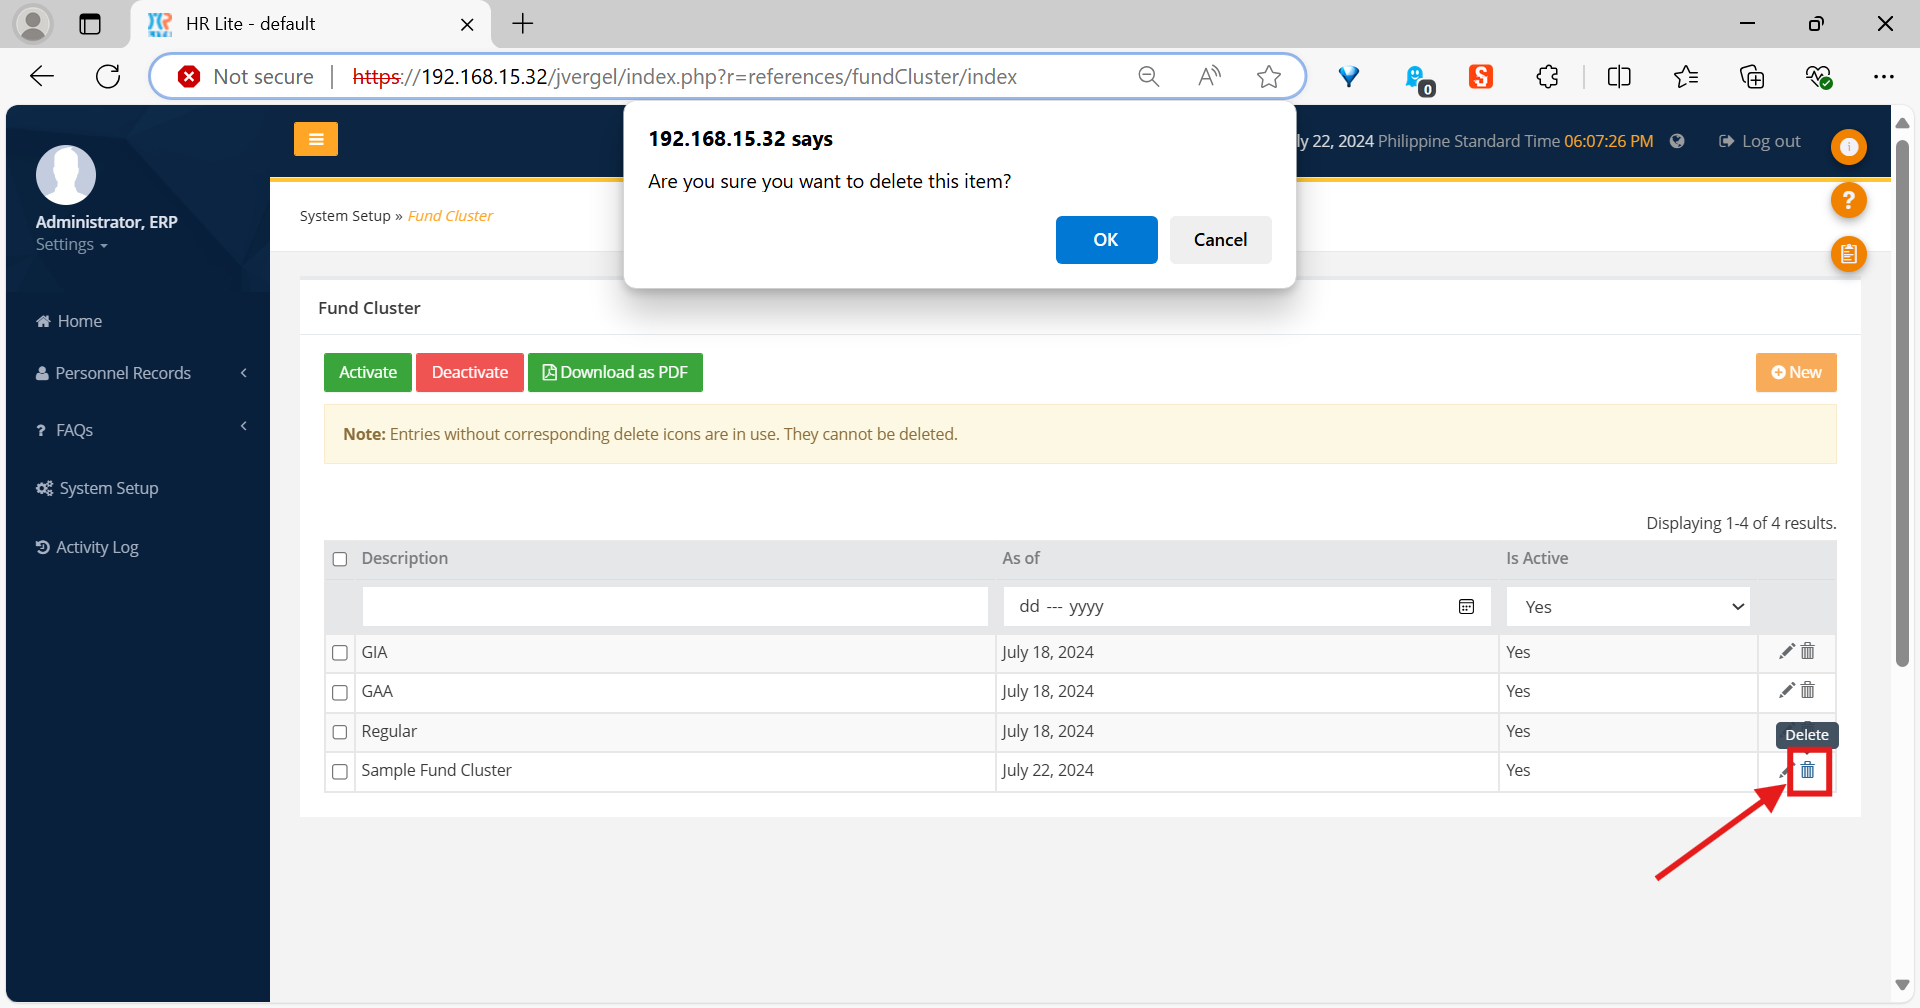 HR Lite - default
Not secure
https://192.168.15.32/jvergel/index.php?r=references/fundCluster/index
0
192.168.15.32 says
Are you sure you want to delete this item?
OK
Cancel
ly 22, 2024 Philippine Standard Time 06:07:26 PM
Log out
Administrator, ERP
Settings
Home
Personnel Records
FAQs
System Setup
Activity Log
System Setup » Fund Cluster
Fund Cluster
Activate
Deactivate
Download as PDF
New
Note: Entries without corresponding delete icons are in use. They cannot be deleted.
Displaying 1-4 of 4 results.
Description As of Is Active
dd --- yyyy Yes
GIA July 18, 2024 Yes
GAA July 18, 2024 Yes
Regular July 18, 2024 Yes
Delete
Sample Fund Cluster July 22, 2024 Yes